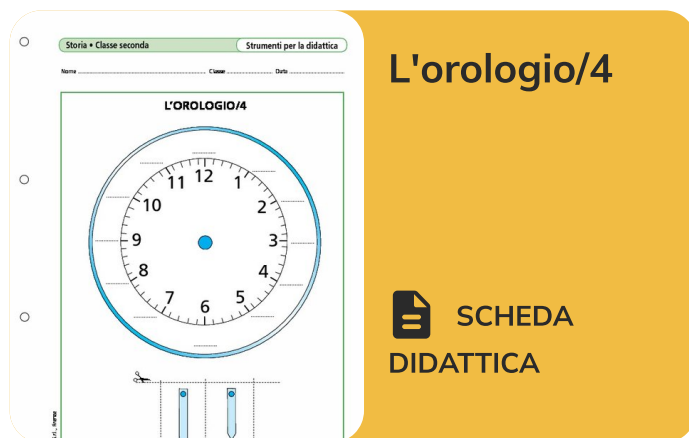 Storia • Classe seconda
Strumenti per la didattica
Nome Classe Data
L'OROLOGIO/4
12
11 1
10 2
9 3
8 4
7 5
6
L'orologio/4
SCHEDA
DIDATTICA